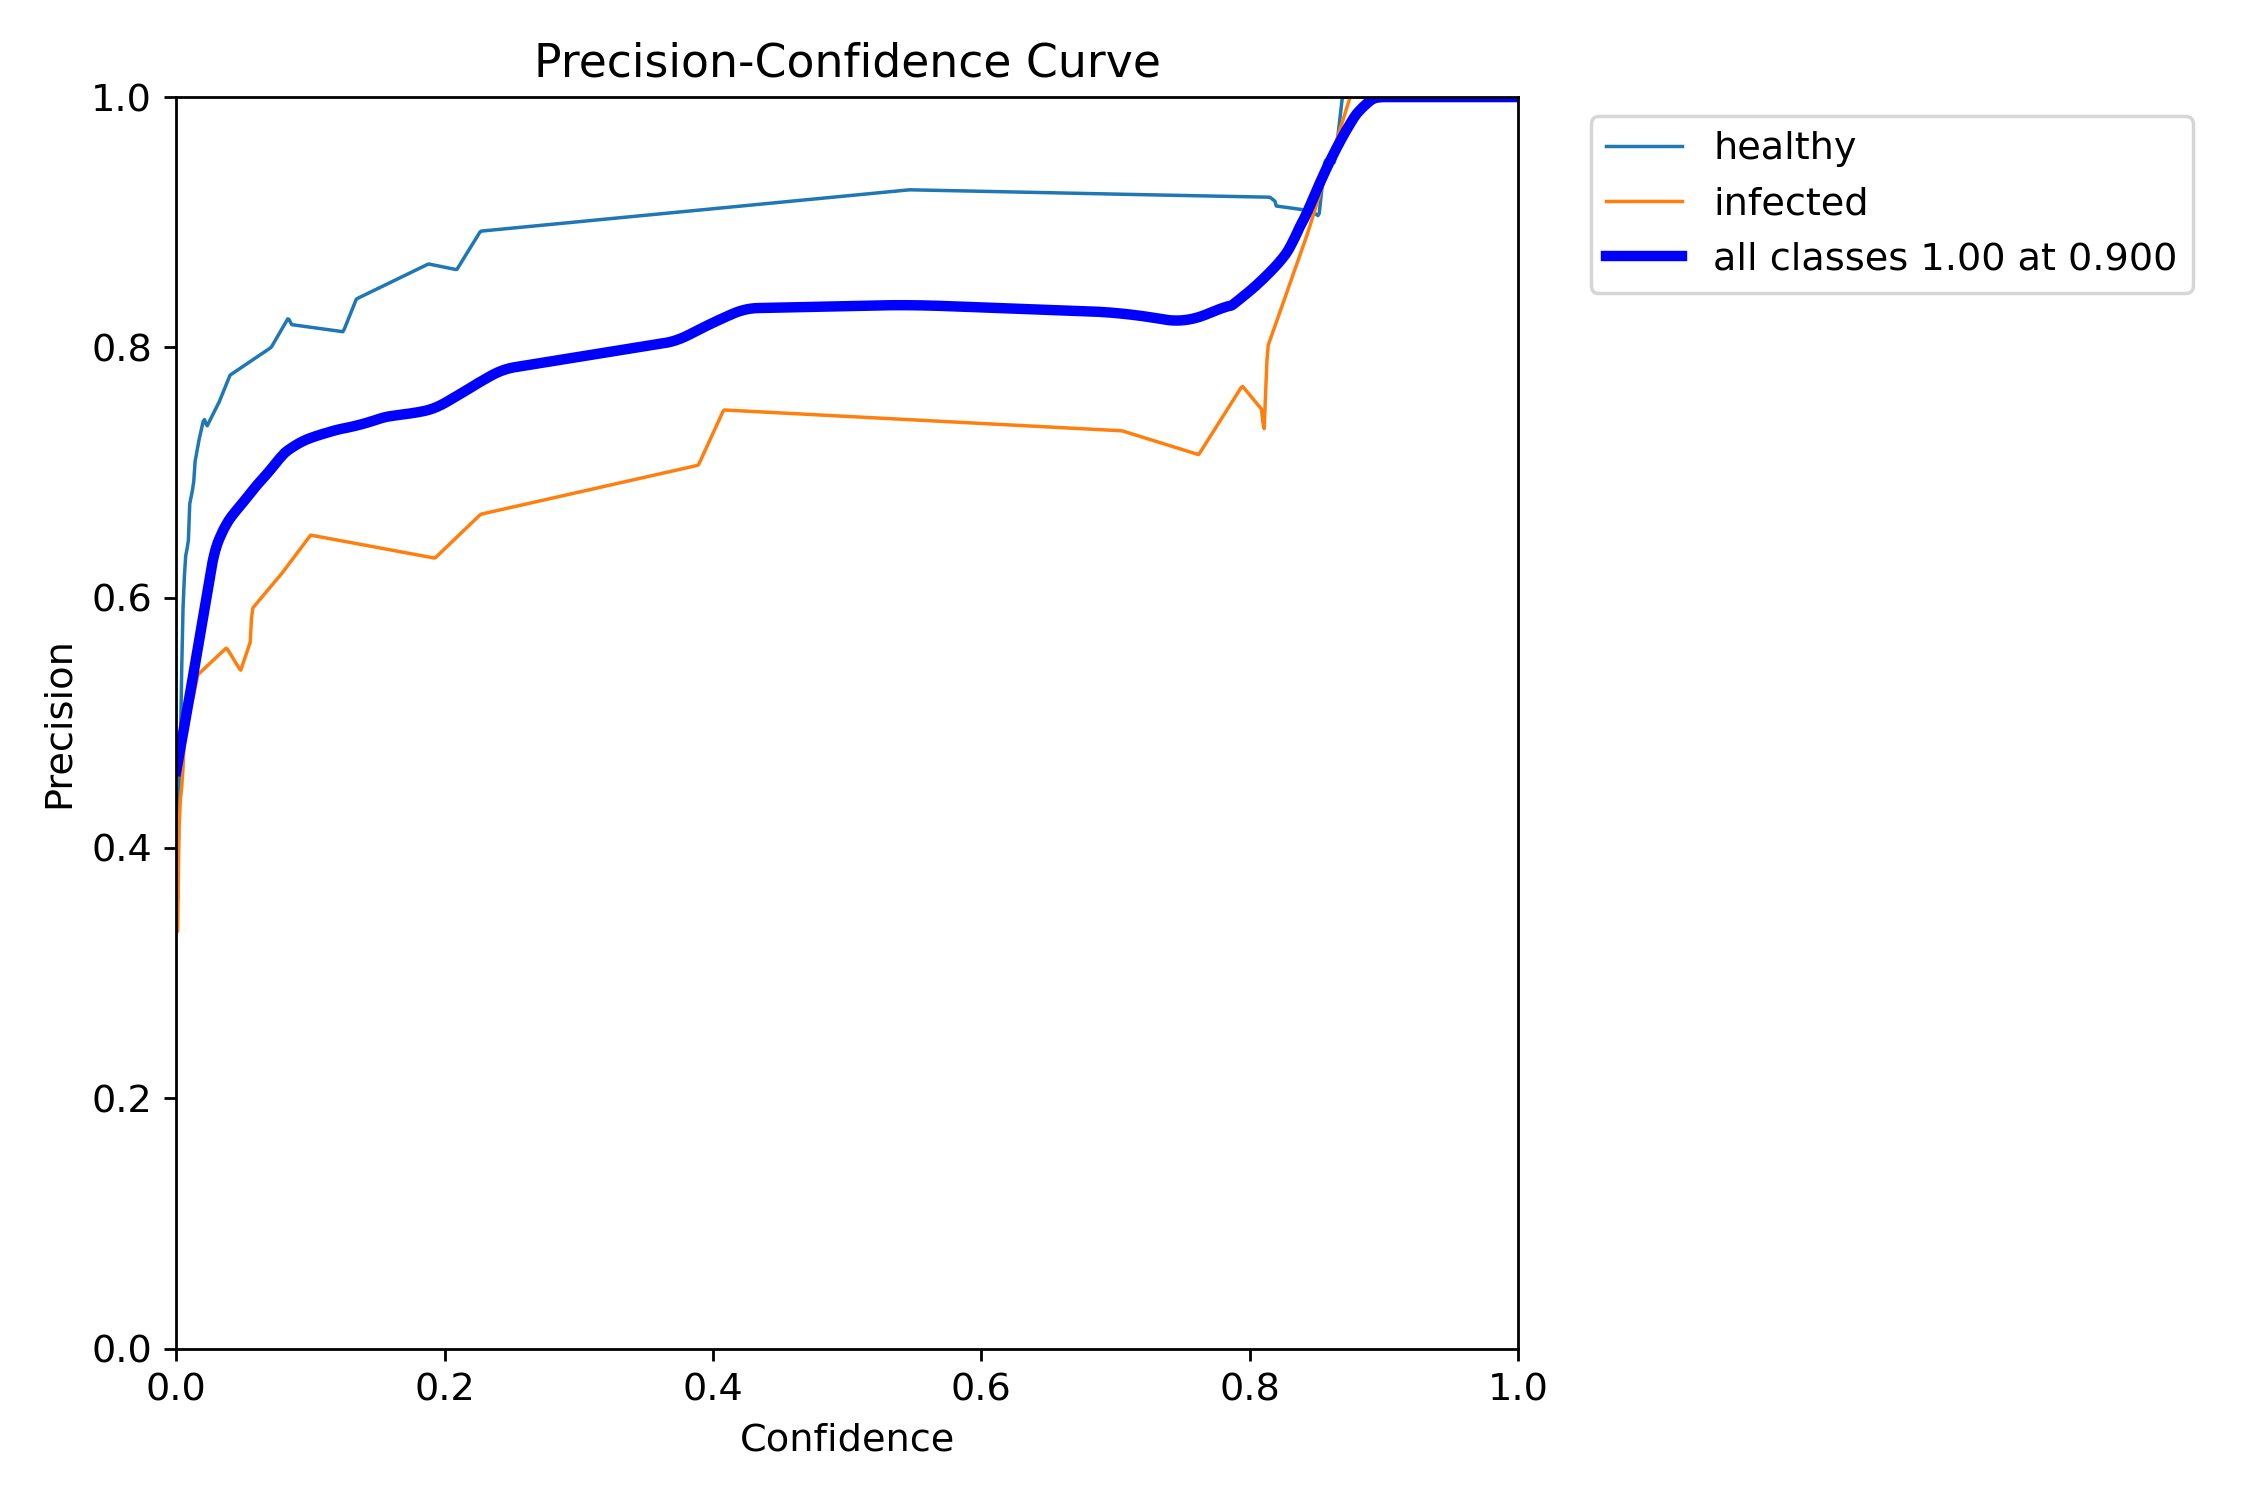 Precision-Confidence Curve
1.0
0.8
0.6
0.4
0.2
0.0
Precision
0.0 0.2 0.4 0.6 0.8 1.0
Confidence
healthy
infected
all classes 1.00 at 0.900